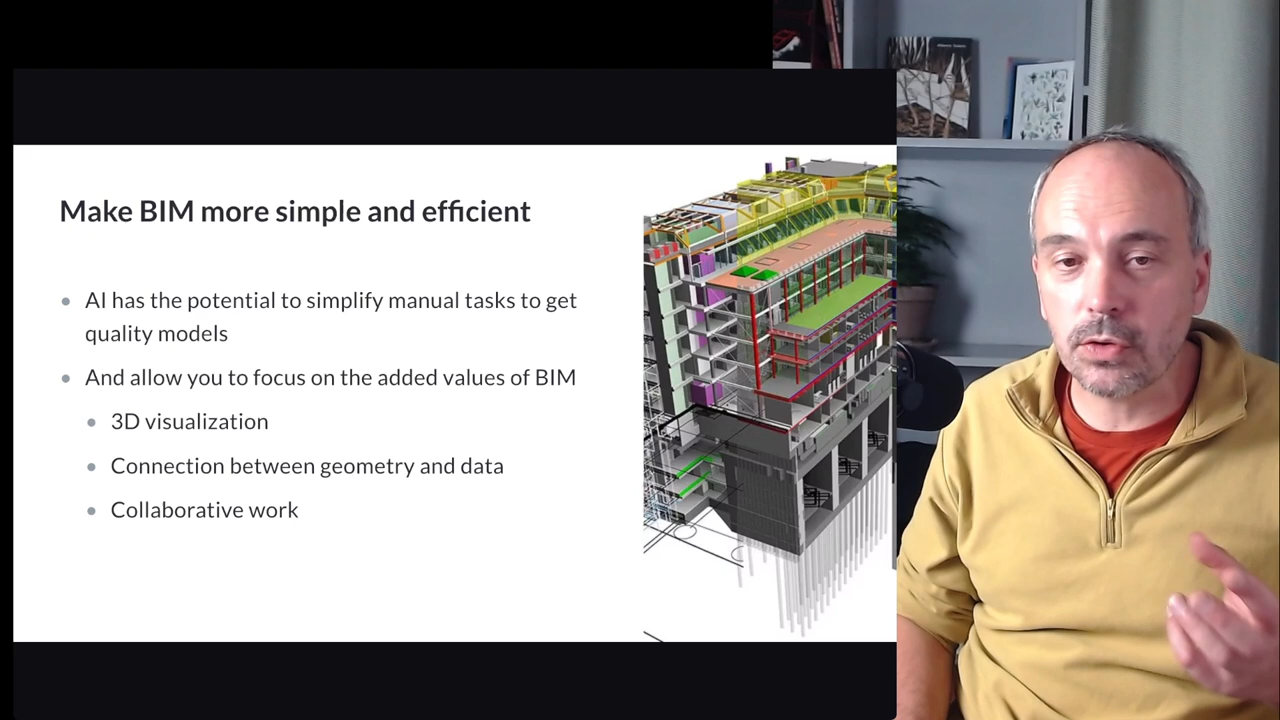 Make BIM more simple and efficient
AI has the potential to simplify manual tasks to get
quality models
And allow you to focus on the added values of BIM
3D visualization
Connection between geometry and data
Collaborative work